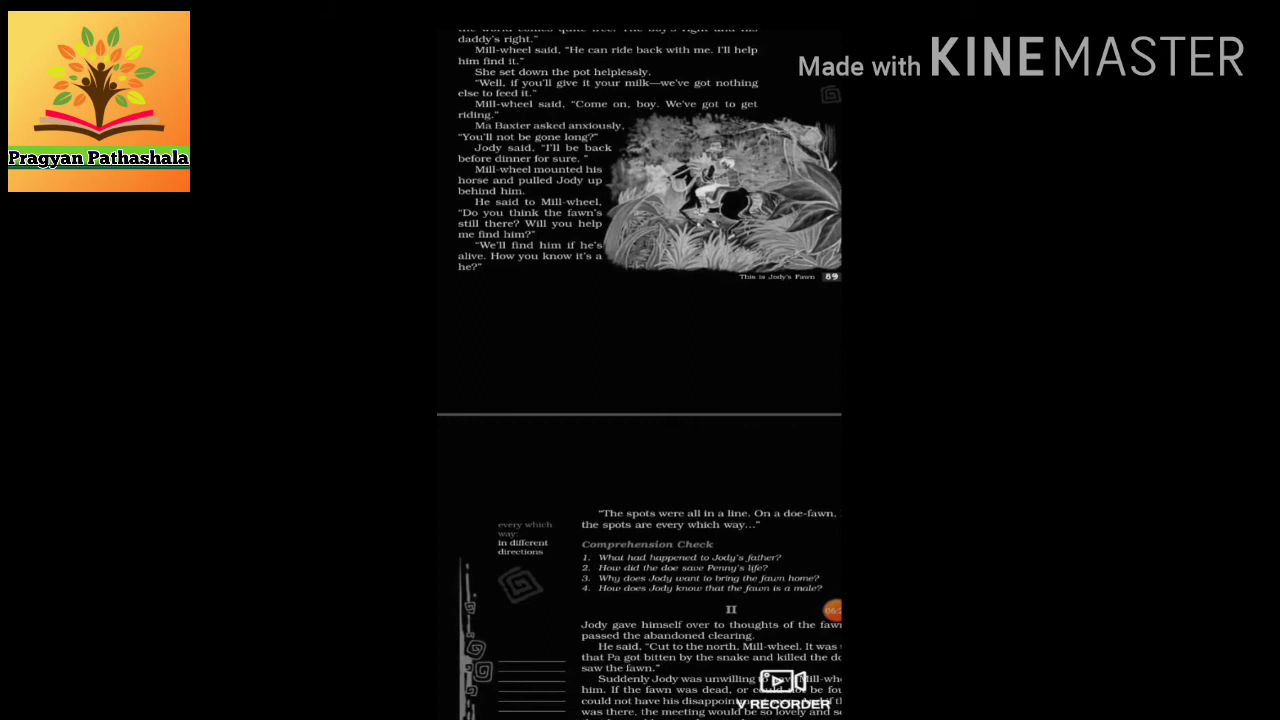 Pragyan Pathashala
Made with KINEMASTER
daddy's right."
Mill-wheel said, "He can ride back with me. I'll help
him find it."
She set down the pot helplessly.
"Well, if you'll give it your milk—we've got nothing
else to feed it."
Mill-wheel said, "Come on, boy. We've got to get
riding."
Ma Baxter asked anxiously,
"You'll not be gone long?"
Jody said, "I'll be back
before dinner for sure. "
Mill-wheel mounted his
horse and pulled Jody up
behind him.
He said to Mill-wheel,
"Do you think the fawn's
still there? Will you help
me find him?"
"We'll find him if he's
alive. How you know it's a
he?"
This is Jody's Fawn 89
"The spots were all in a line. On a doe-fawn,
the spots are every which way..."
every which
way:
in different
directions
Comprehension Check
1. What had happened to Jody's father?
2. How did the doe save Penny's life?
3. Why does Jody want to bring the fawn home?
4. How does Jody know that the fawn is a male?
II
Jody gave himself over to thoughts of the
passed the abandoned clearing.
He said, "Cut to the north, Mill-wheel. It was
that Pa got bitten by the snake and killed the
saw the fawn."
Suddenly Jody was unwilling
him. If the fawn was dead, or could not be
could not have his
was there, the meeting would be so lovely and
V RECORDER